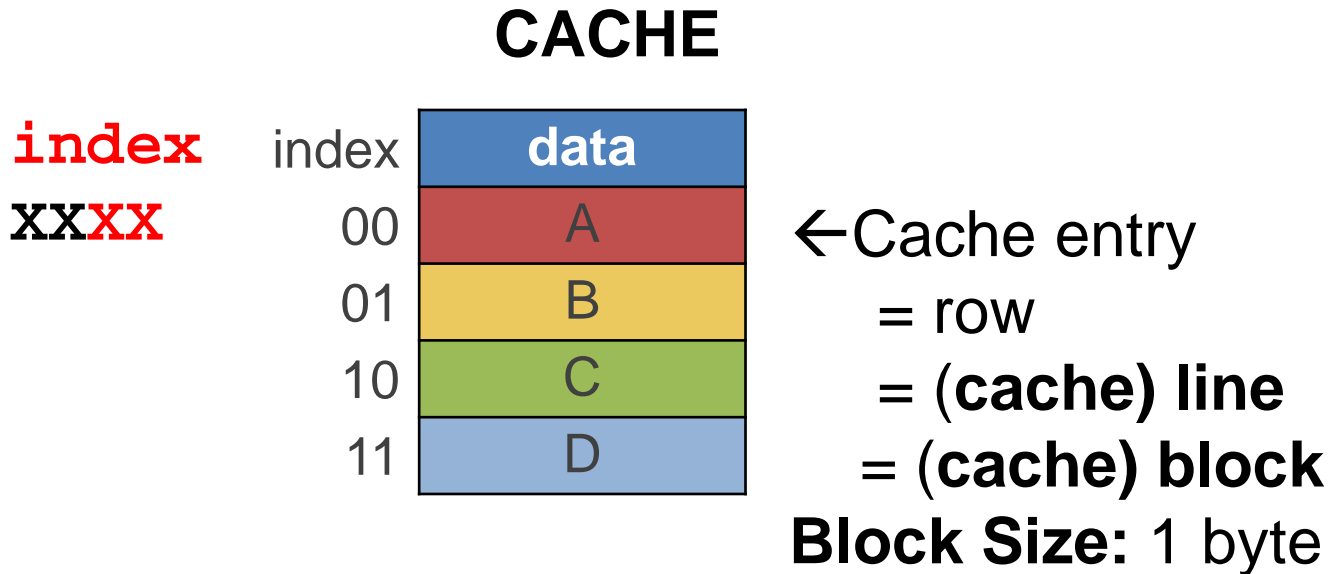 CACHE
index
XXXX
index data
00 A
01 B
10 C
11 D
←Cache entry
= row
= (cache) line
= (cache) block
Block Size: 1 byte